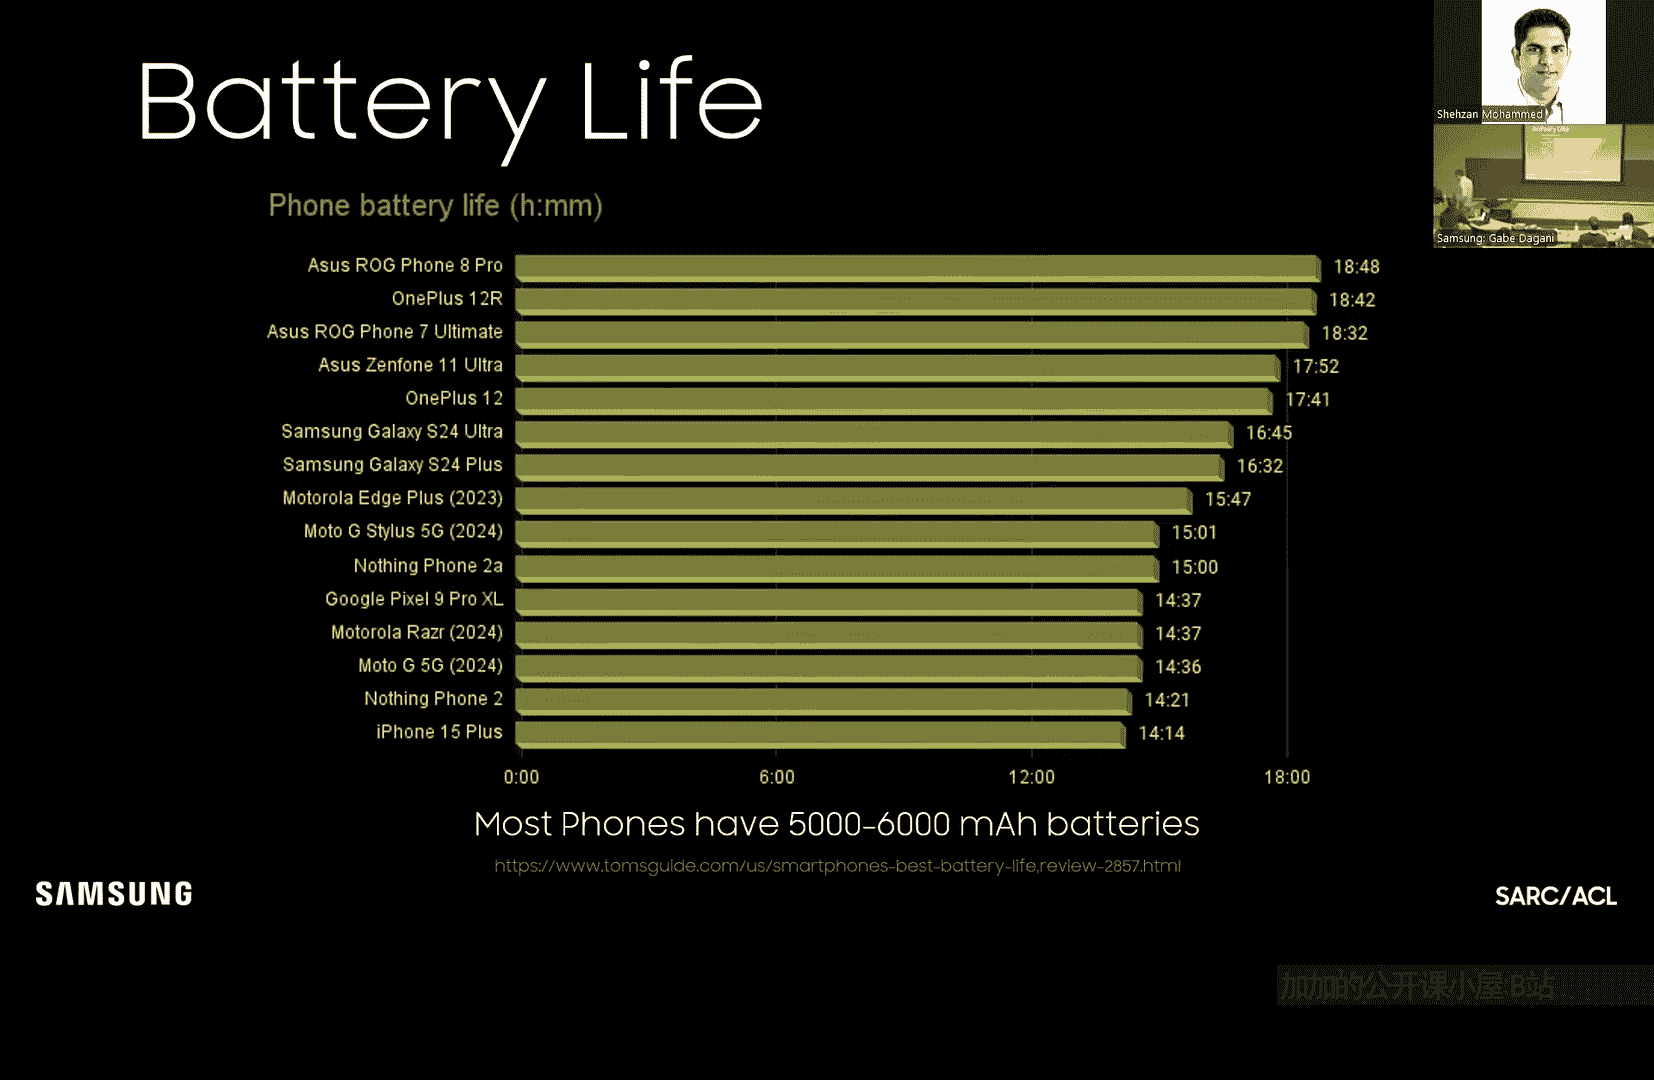 Battery Life
Phone battery life (h:mm)
Asus ROG Phone 8 Pro 18:48
OnePlus 12R 18:42
Asus ROG Phone 7 Ultimate 18:32
Asus Zenfone 11 Ultra 17:52
OnePlus 12 17:41
Samsung Galaxy S24 Ultra 16:45
Samsung Galaxy S24 Plus 16:32
Motorola Edge Plus (2023) 15:47
Moto G Stylus 5G (2024) 15:01
Nothing Phone 2a 15:00
Google Pixel 9 Pro XL 14:37
Motorola Razr (2024) 14:37
Moto G 5G (2024) 14:36
Nothing Phone 2 14:21
iPhone 15 Plus 14:14
0:00 6:00 12:00 18:00
Most Phones have 5000-6000 mAh batteries
https://www.tomsguide.com/us/smartphones-best-battery-life,review-2857.html
SAMSUNG
SARC/ACL
Shehzan Mohammed
Battery Life
Samsung: Gabe Dagani
加加的公开课小屋:B站